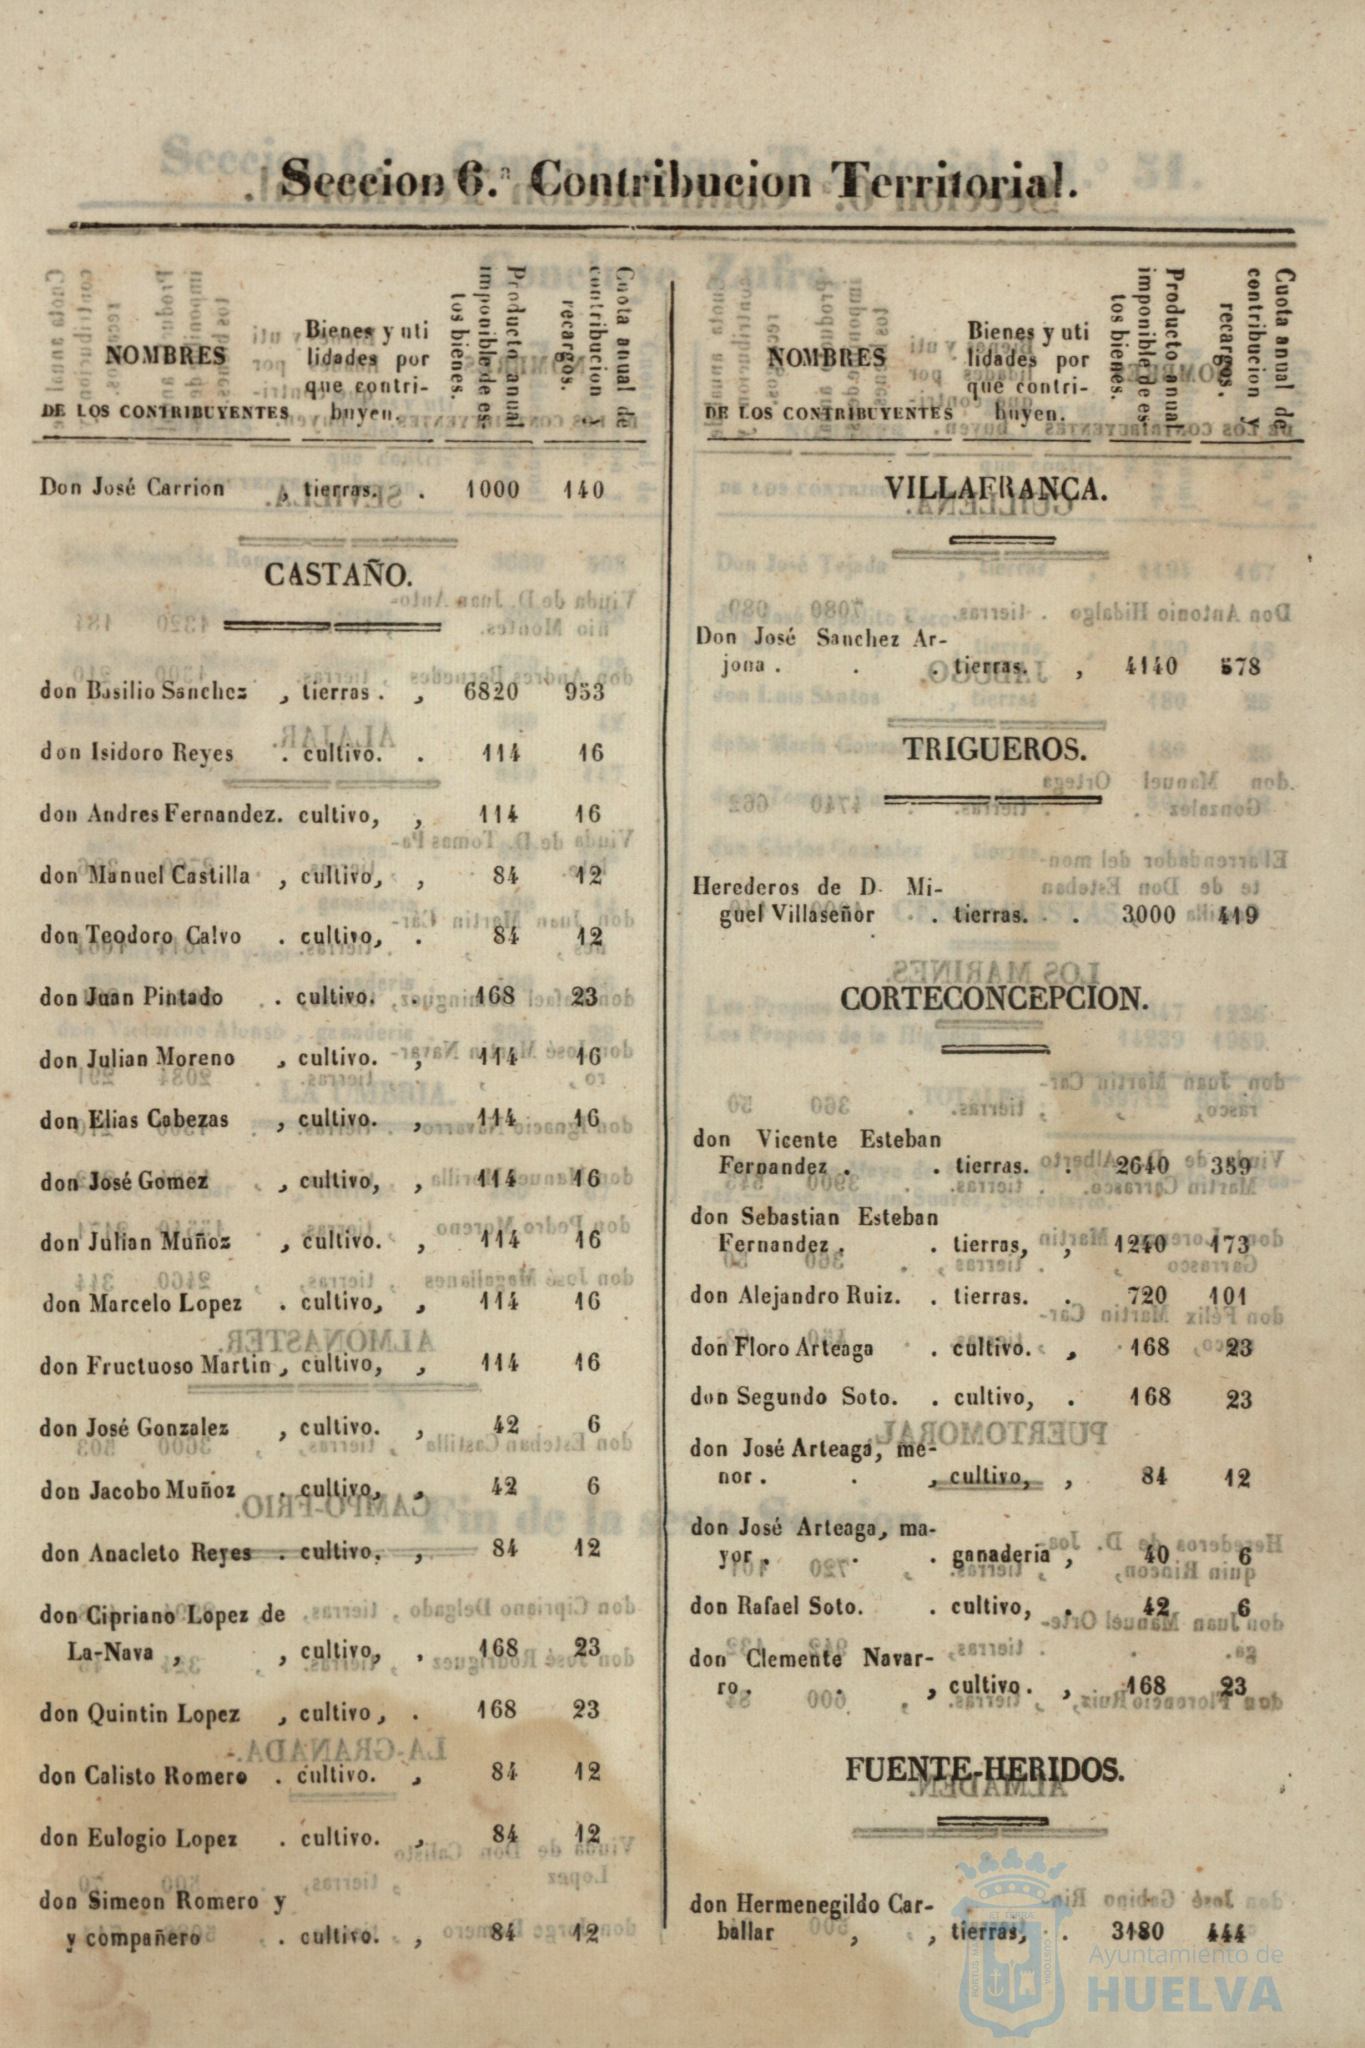 Seccion 6.ª Contribucion Territorial.
NOMBRES
DE LOS CONTRIBUYENTES
Bienes y uti
lidades por
que contri-
buyen.
Producto anual
imponible de es-
tos bienes.
Cuota anual de
contribucion y
recargos.
Don José Carrion , tierras. . 1000 140
CASTAÑO.
don Basilio Sanchez , tierras . , 6820 953
don Isidoro Reyes . cultivo. . 114 16
don Andres Fernandez. cultivo, , 114 16
don Manuel Castilla , cultivo, , 84 12
don Teodoro Calvo . cultivo, . 84 12
don Juan Pintado . cultivo. . 168 23
don Julian Moreno , cultivo. , 114 16
don Elias Cabezas , cultivo. , 114 16
don José Gomez , cultivo, , 114 16
don Julian Muñoz , cultivo. , 114 16
don Marcelo Lopez . cultivo, , 114 16
don Fructuoso Martin , cultivo, , 114 16
don José Gonzalez , cultivo. , 42 6
don Jacobo Muñoz . cultivo, , 42 6
don Anacleto Reyes . cultivo. , 84 12
don Cipriano Lopez de
La-Nava , , cultivo, . 168 23
don Quintin Lopez , cultivo , . 168 23
don Calisto Romero . cultivo. , 84 12
don Eulogio Lopez . cultivo. , 84 12
don Simeon Romero y
y compañero . cultivo. , 84 12
NOMBRES
DE LOS CONTRIBUYENTES
Bienes y uti
lidades por
que contri-
buyen.
Producto anual
imponible de es-
tos bienes.
Cuota anual de
contribucion y
recargos.
VILLAFRANCA.
Don José Sanchez Ar-
jona . . . tierras. , 4140 578
TRIGUEROS.
Herederos de D. Mi-
guel Villaseñor . tierras. . 3000 419
CORTECONCEPCION.
don Vicente Esteban
Fernandez . . tierras. . 2640 359
don Sebastian Esteban
Fernandez . . tierras, , 1240 173
don Alejandro Ruiz. . tierras. . 720 101
don Floro Arteaga . cultivo. , 168 23
don Segundo Soto. . cultivo, . 168 23
don José Arteaga, me-
nor . . , cultivo, , 84 12
don José Arteaga, ma-
yor . . . ganaderia , 40 6
don Rafael Soto. . cultivo, . 42 6
don Clemente Navar-
ro . . , cultivo . , 168 23
FUENTE-HERIDOS.
don Hermenegildo Car-
ballar , , tierras, . 3180 444
Ayuntamiento de
HUELVA